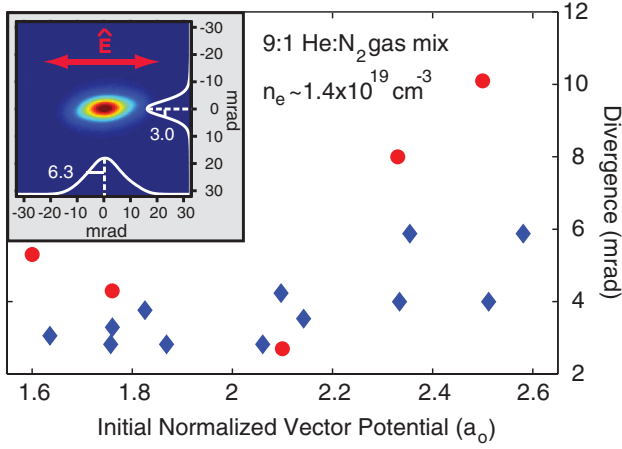 Ê
3.0
6.3
-30
-20
-10
0
10
20
30
mrad
-30 -20 -10 0 10 20 30
mrad
9:1 He:N₂ gas mix
nₑ ~1.4x10¹⁹ cm⁻³
12
10
8
6
4
2
Divergence (mrad)
1.6 1.8 2 2.2 2.4 2.6
Initial Normalized Vector Potential (aₒ)